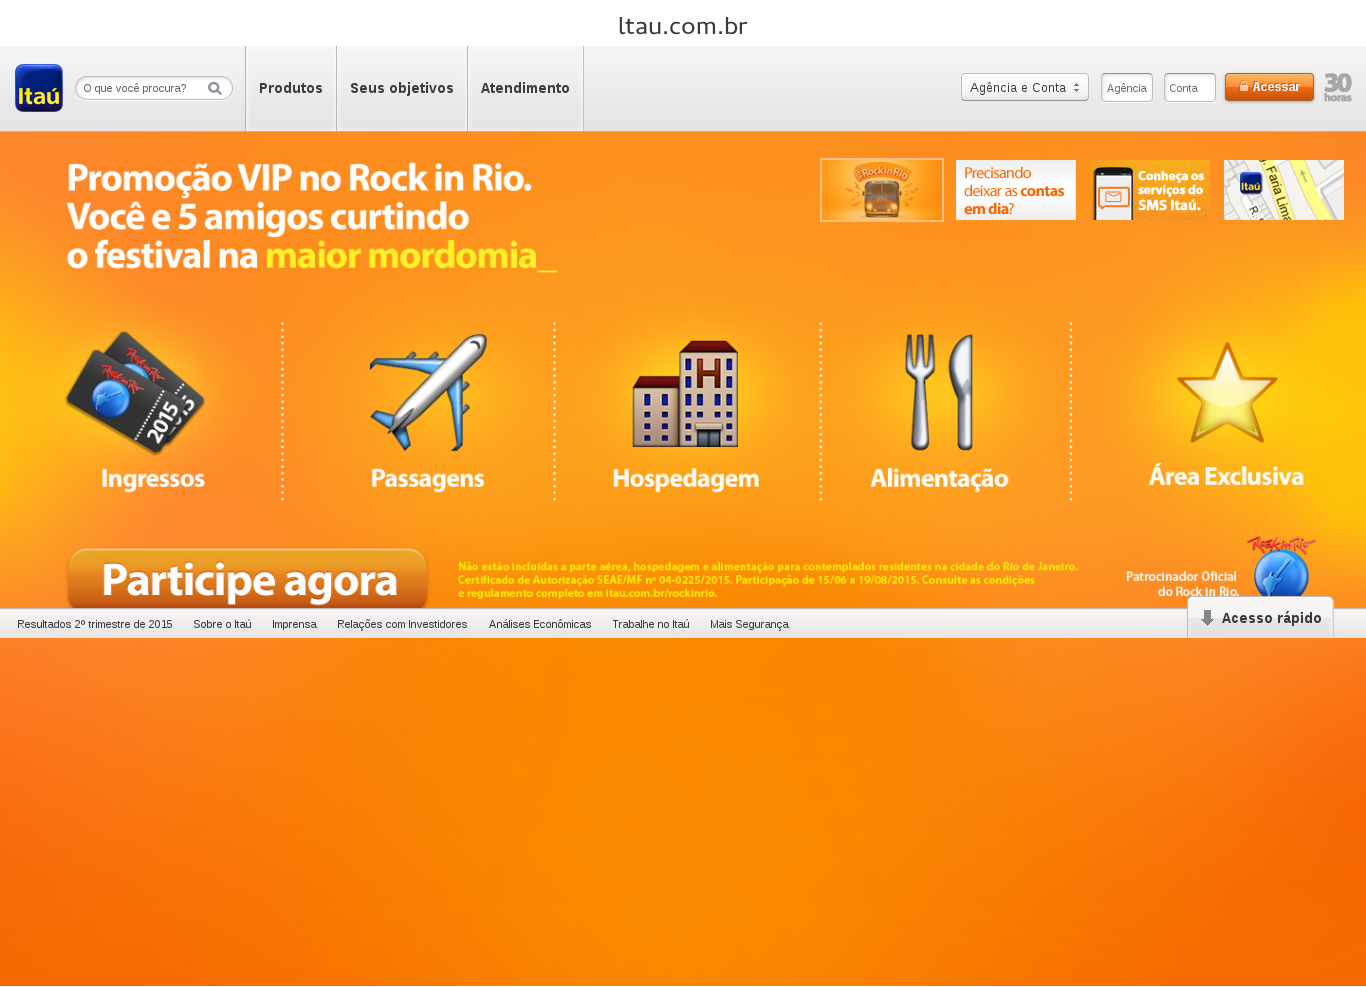 ltau.com.br
Itaú
O que você procura?
Produtos
Seus objetivos
Atendimento
Agência e Conta
Agência
Conta
Acessar
30
horas
Promoção VIP no Rock in Rio.
Você e 5 amigos curtindo
o festival na maior mordomia_
Rock in Rio
Precisando
deixar as contas
em dia?
Conheça os
serviços do
SMS Itaú.
Itaú
Faria Lima
Rock in Rio
Rock in Rio
2015
H
Ingressos
Passagens
Hospedagem
Alimentação
Área Exclusiva
Participe agora
Não estão incluídas a parte aérea, hospedagem e alimentação para contemplados residentes na cidade do Rio de Janeiro.
Certificado de Autorização SEAE/MF nº 04-0225/2015. Participação de 15/06 a 19/08/2015. Consulte as condições
e regulamento completo em itau.com.br/rockinrio.
Patrocinador Oficial
do Rock in Rio.
Rock in Rio
Resultados 2º trimestre de 2015
Sobre o Itaú
Imprensa
Relações com Investidores
Análises Econômicas
Trabalhe no Itaú
Mais Segurança
Acesso rápido